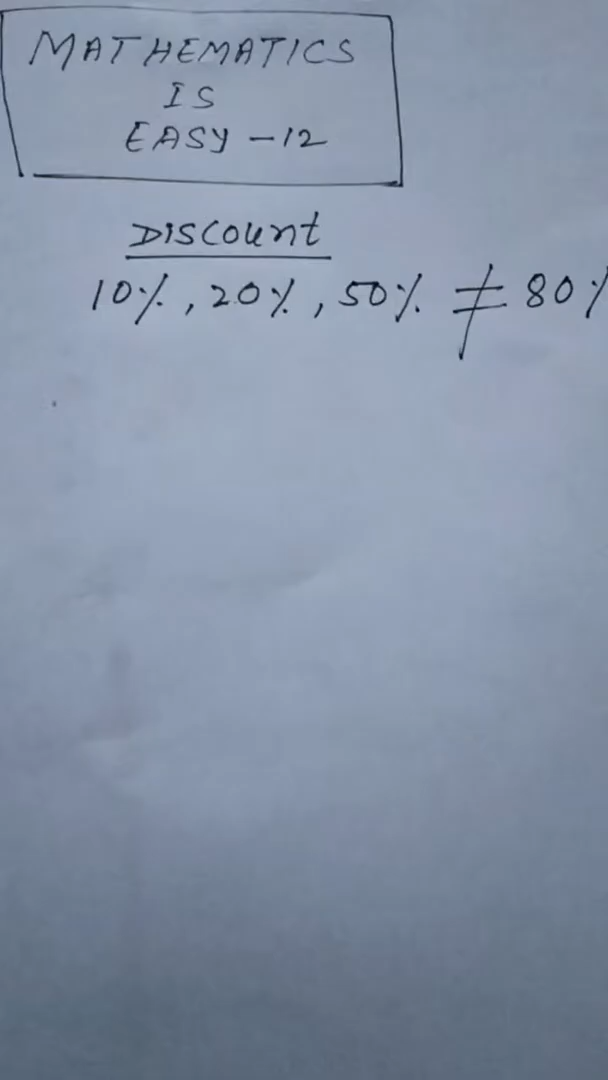 MATHEMATICS
IS
EASY -12
DISCOUNT
10%, 20%, 50% ≠ 80%